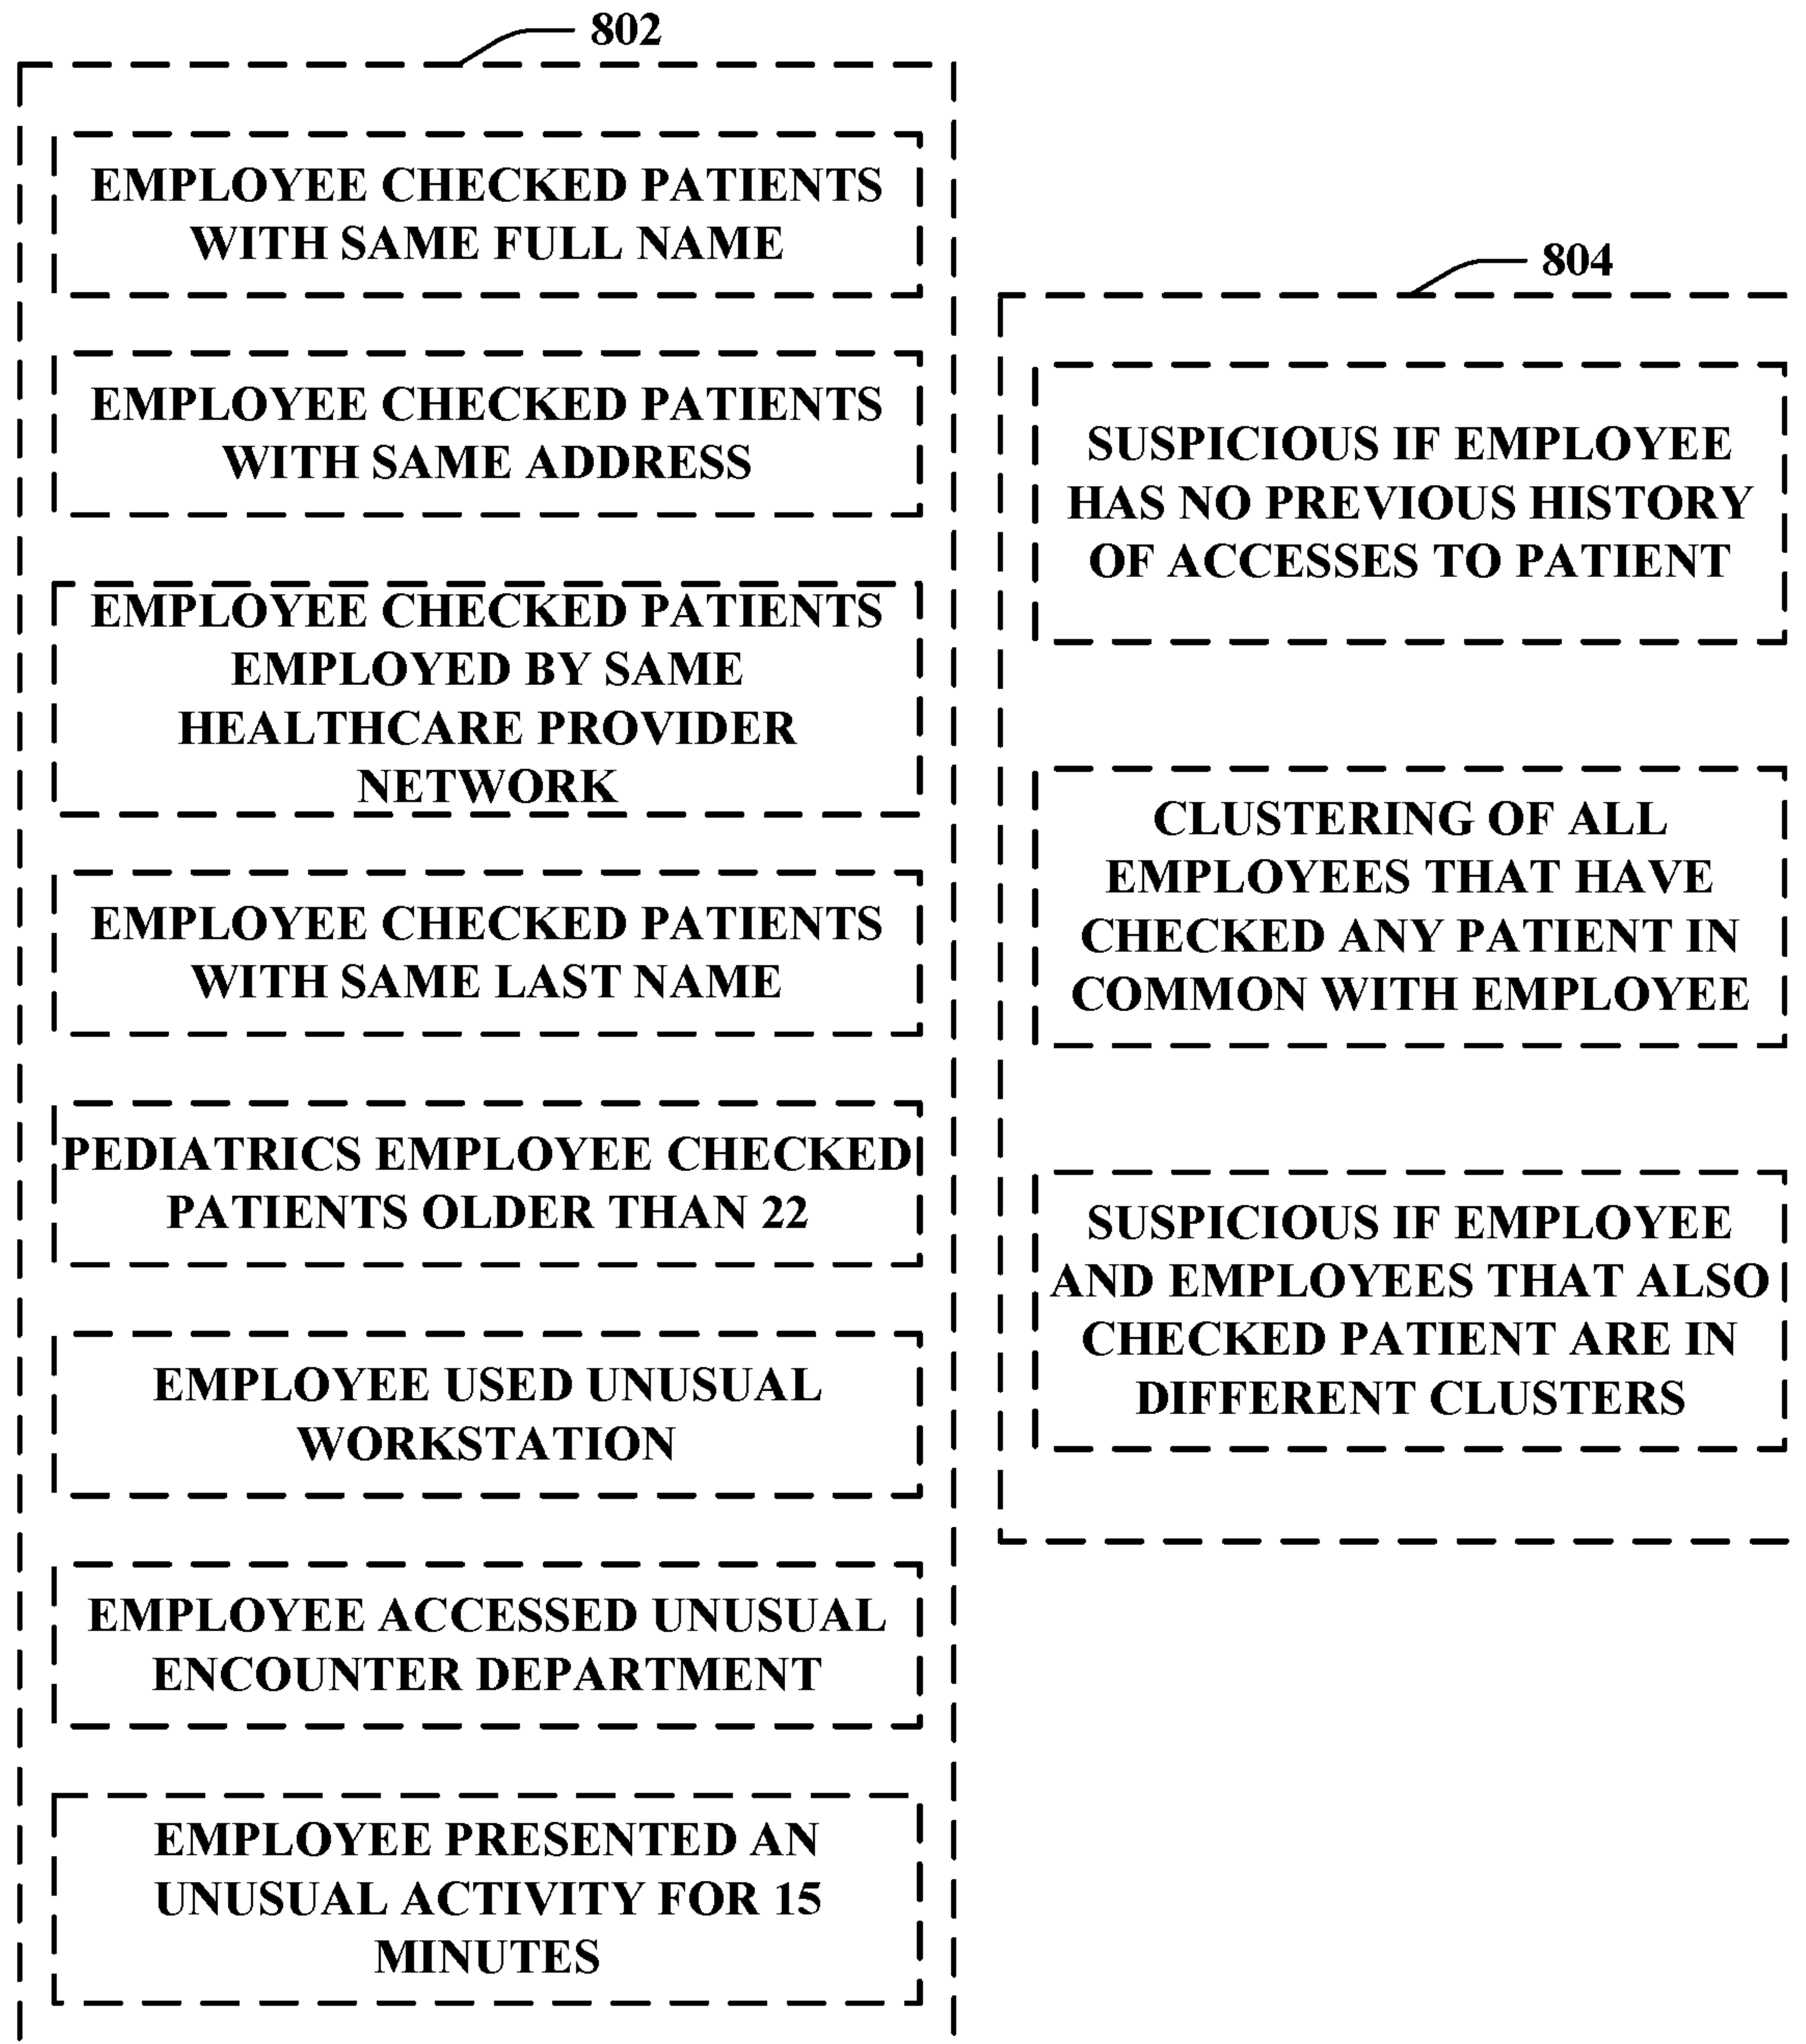 802
EMPLOYEE CHECKED PATIENTS
WITH SAME FULL NAME
EMPLOYEE CHECKED PATIENTS
WITH SAME ADDRESS
EMPLOYEE CHECKED PATIENTS
EMPLOYED BY SAME
HEALTHCARE PROVIDER
NETWORK
EMPLOYEE CHECKED PATIENTS
WITH SAME LAST NAME
PEDIATRICS EMPLOYEE CHECKED
PATIENTS OLDER THAN 22
EMPLOYEE USED UNUSUAL
WORKSTATION
EMPLOYEE ACCESSED UNUSUAL
ENCOUNTER DEPARTMENT
EMPLOYEE PRESENTED AN
UNUSUAL ACTIVITY FOR 15
MINUTES
804
SUSPICIOUS IF EMPLOYEE
HAS NO PREVIOUS HISTORY
OF ACCESSES TO PATIENT
CLUSTERING OF ALL
EMPLOYEES THAT HAVE
CHECKED ANY PATIENT IN
COMMON WITH EMPLOYEE
SUSPICIOUS IF EMPLOYEE
AND EMPLOYEES THAT ALSO
CHECKED PATIENT ARE IN
DIFFERENT CLUSTERS